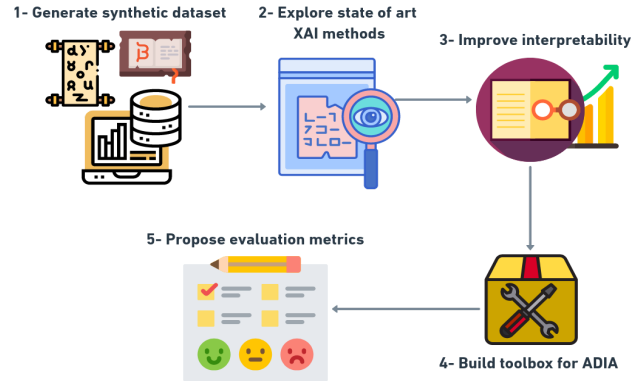 1- Generate synthetic dataset
2- Explore state of art
XAI methods
3- Improve interpretability
5- Propose evaluation metrics
4- Build toolbox for ADIA